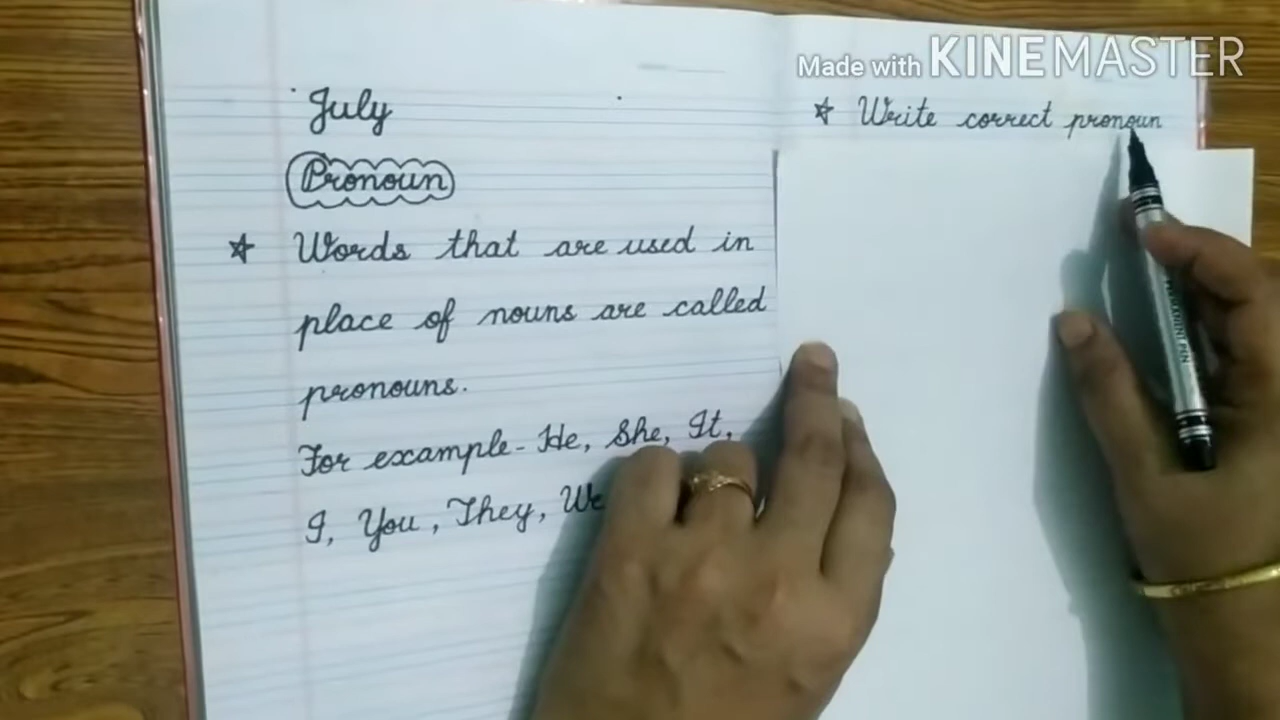 July
Pronoun
☆ Words that are used in
place of nouns are called
pronouns.
For example - He, She, It,
I, You, They, We
Made with KINEMASTER
☆ Write correct pronoun